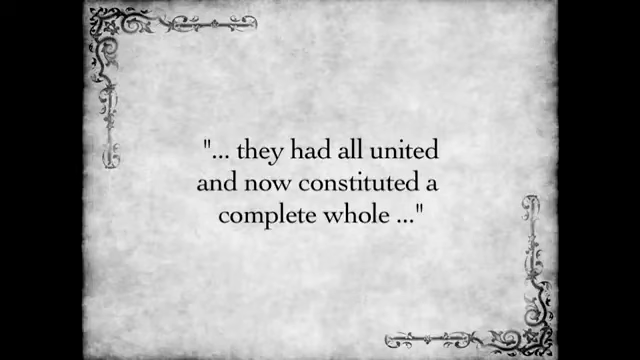 "... they had all united
and now constituted a
complete whole ..."